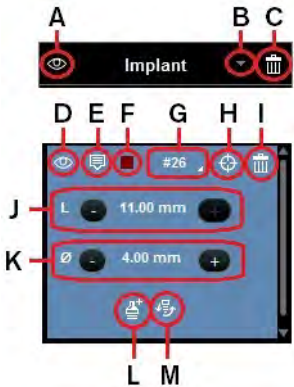 A B C
Implant
D E F G H I
#26
J L - 11.00 mm +
K Ø - 4.00 mm +
L M